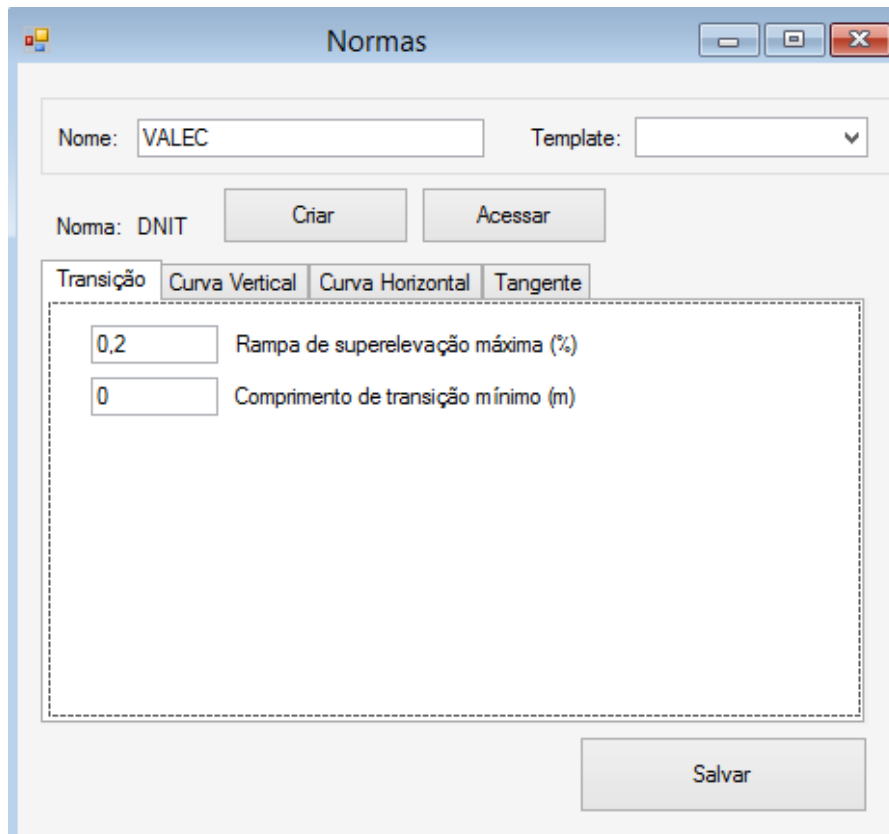 Normas
Nome: VALEC Template:
Norma: DNIT Criar Acessar
Transição Curva Vertical Curva Horizontal Tangente
0,2 Rampa de superelevação máxima (%)
0 Comprimento de transição mínimo (m)
Salvar